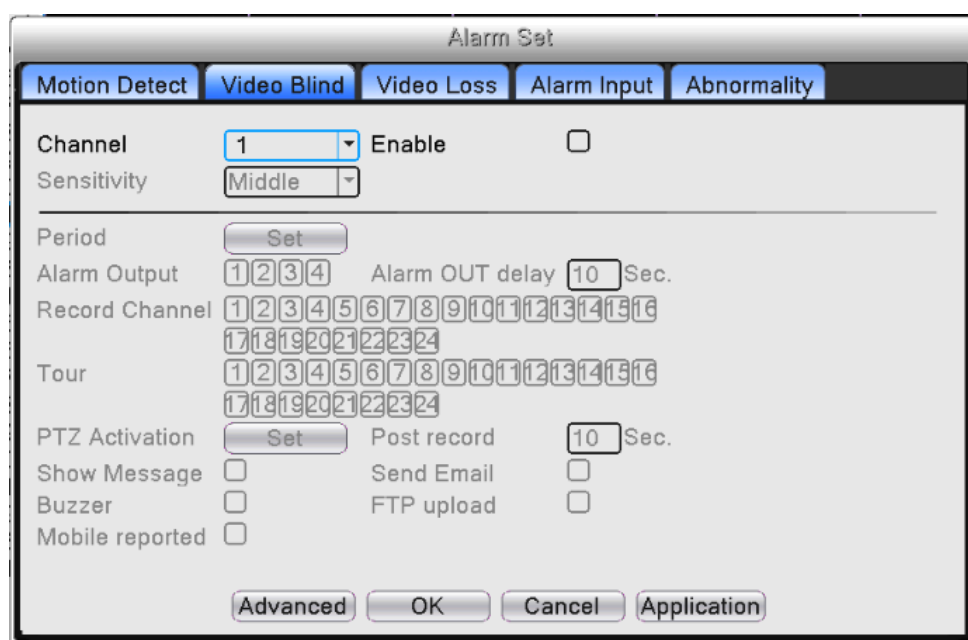 Alarm Set
Motion Detect Video Blind Video Loss Alarm Input Abnormality
Channel 1 Enable
Sensitivity Middle
Period Set
Alarm Output 1 2 3 4 Alarm OUT delay 10 Sec.
Record Channel 1 2 3 4 5 6 7 8 9 10 11 12 13 14 15 16
17 18 19 20 21 22 23 24
Tour 1 2 3 4 5 6 7 8 9 10 11 12 13 14 15 16
17 18 19 20 21 22 23 24
PTZ Activation Set Post record 10 Sec.
Show Message Send Email
Buzzer FTP upload
Mobile reported
Advanced OK Cancel Application